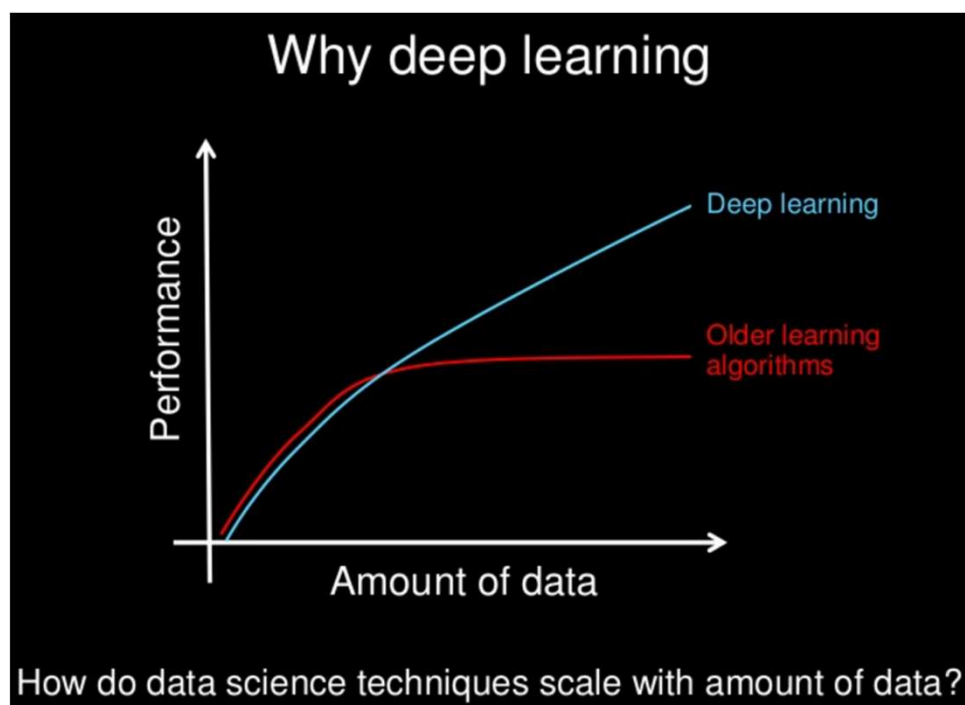 Why deep learning
Performance
Deep learning
Older learning
algorithms
Amount of data
How do data science techniques scale with amount of data?